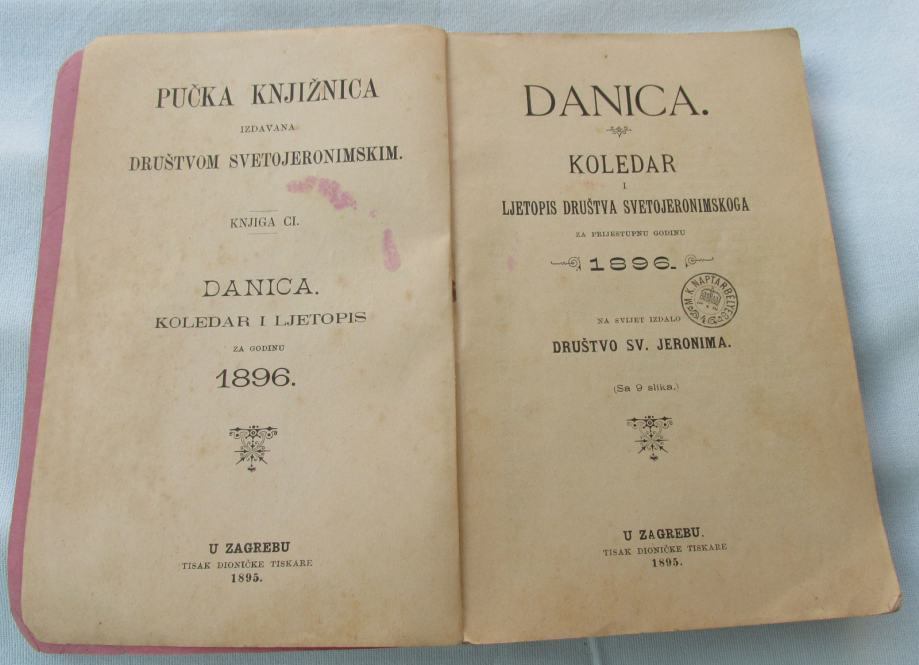 PUČKA KNJIŽNICA
IZDAVANA
DRUŠTVOM SVETOJERONIMSKIM.
KNJIGA CI.
DANICA.
KOLEDAR I LJETOPIS
ZA GODINU
1896.
U ZAGREBU
TISAK DIONIČKE TISKARE
1895.
DANICA.
KOLEDAR
I
LJETOPIS DRUŠTVA SVETOJERONIMSKOGA
ZA PRIJESTUPNU GODINU
1896.
M. K. NAPTÁRBÉLYEG
NA SVIJET IZDALO
DRUŠTVO SV. JERONIMA.
(Sa 9 slika.)
U ZAGREBU.
TISAK DIONIČKE TISKARE
1895.